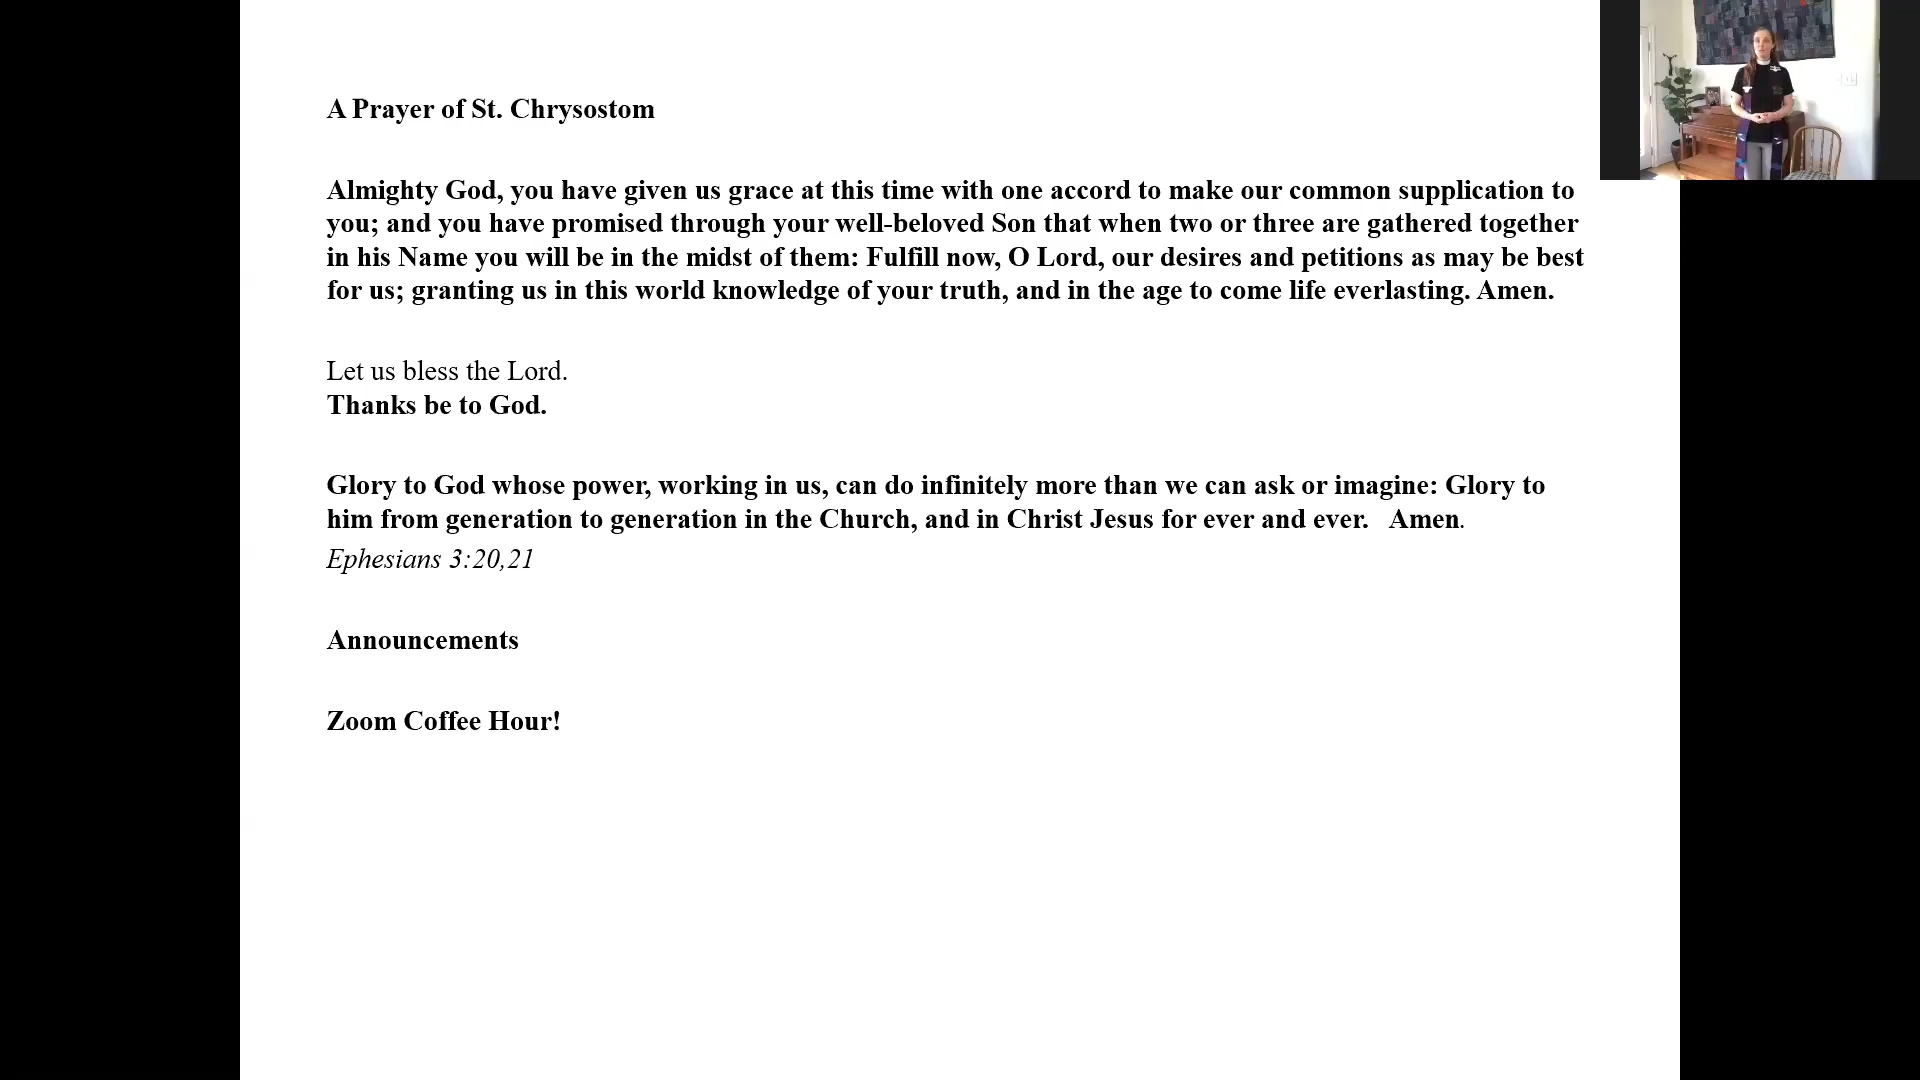 A Prayer of St. Chrysostom
Almighty God, you have given us grace at this time with one accord to make our common supplication to
you; and you have promised through your well-beloved Son that when two or three are gathered together
in his Name you will be in the midst of them: Fulfill now, O Lord, our desires and petitions as may be best
for us; granting us in this world knowledge of your truth, and in the age to come life everlasting. Amen.
Let us bless the Lord.
Thanks be to God.
Glory to God whose power, working in us, can do infinitely more than we can ask or imagine: Glory to
him from generation to generation in the Church, and in Christ Jesus for ever and ever.   Amen.
Ephesians 3:20,21
Announcements
Zoom Coffee Hour!